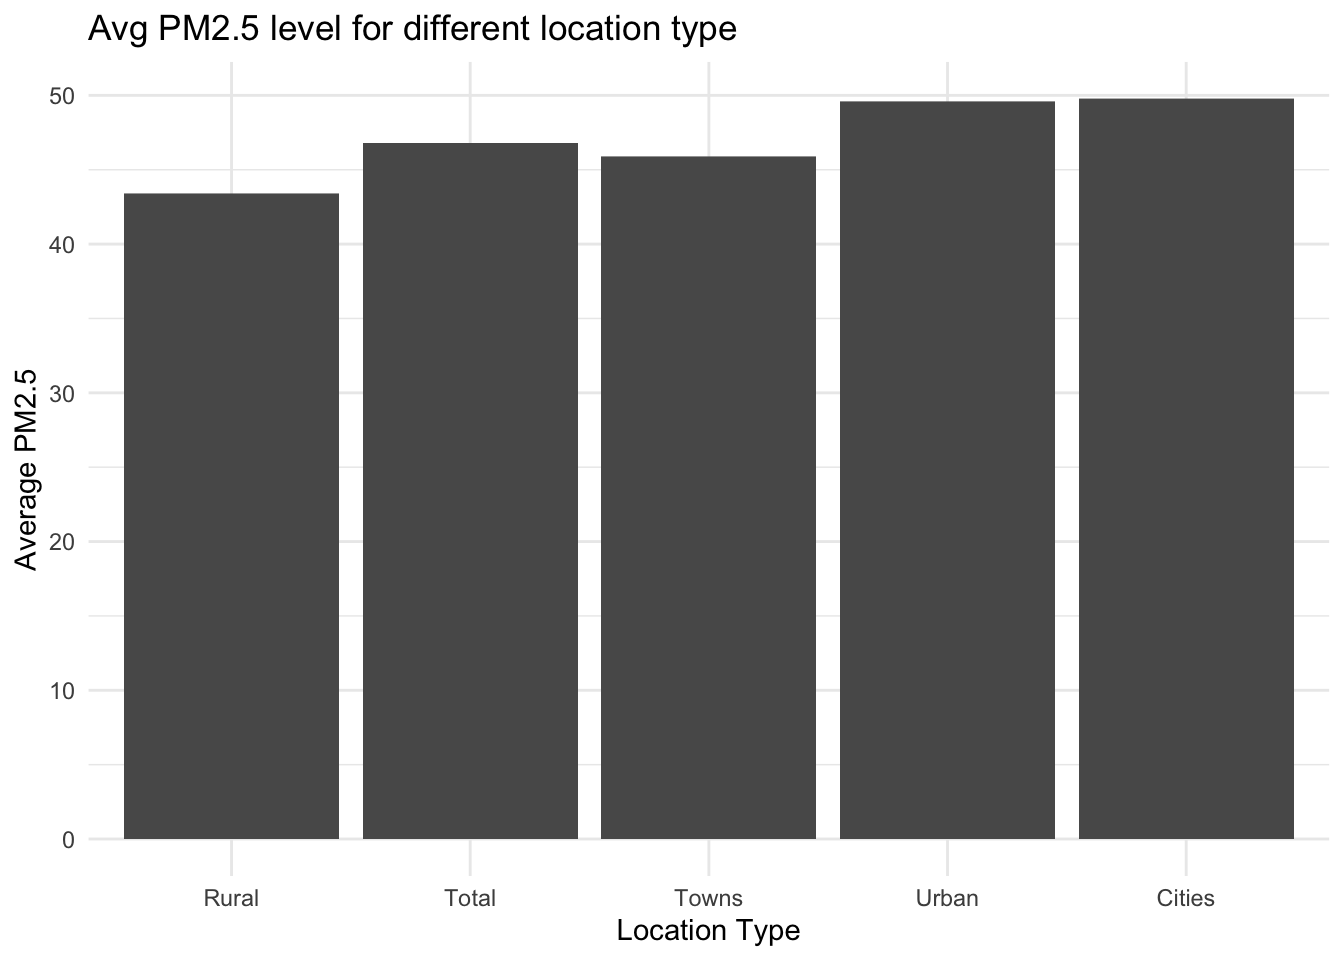 Avg PM2.5 level for different location type
Average PM2.5
50
40
30
20
10
0
Rural
Total
Towns
Urban
Cities
Location Type